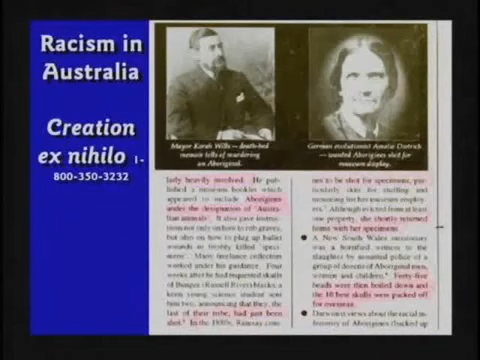 Racism in
Australia
Creation
ex nihilo 1-
800-350-3232
Mayor Korah Wills — death-bed
memoir tells of murdering
an Aboriginal.
German evolutionist Amalie Dietrich
— wanted Aborigines shot for
museum display.
larly heavily involved. He pub-
lished a museum booklet which
appeared to include Aborigines
under the designation of "Austra-
lian animals". It also gave instruc-
tions not only on how to rob graves,
but also on how to plug up bullet
wounds in freshly killed "speci-
mens". Many freelance collectors
worked under his guidance. Four
weeks after he had requested skulls
of Bungee (Russell River) blacks, a
keen young science student sent
him two, announcing that they, the
last of their tribe, had just been
shot. In the 1880s, Ramsay com-
not to be shot for specimens, par-
ticularly skin for stuffing and
mounting for her museum employ-
ers. Although evicted from at least
one property, she shortly returned
home with her specimens.
● A New South Wales missionary
was a horrified witness to the
slaughter by mounted police of a
group of dozens of Aboriginal men,
women and children. Forty-five
heads were then boiled down and
the 10 best skulls were packed off
for overseas.
● Darwinist views about the racial in-
feriority of Aborigines (backed up